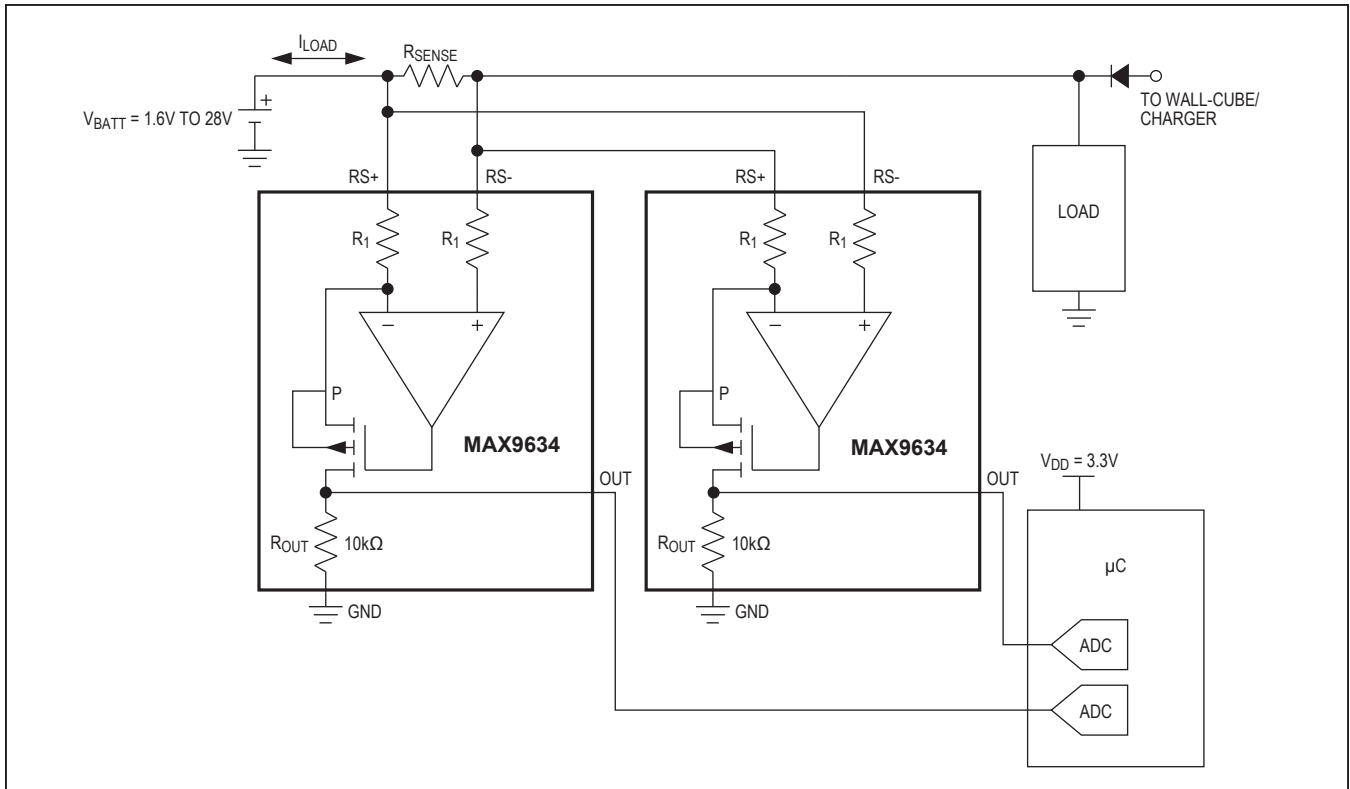 ILOAD
RSENSE
+
VBATT = 1.6V TO 28V
TO WALL-CUBE/
CHARGER
RS+
RS-
RS+
RS-
LOAD
R1
R1
R1
R1
−
+
−
+
P
P
MAX9634
MAX9634
VDD = 3.3V
OUT
OUT
ROUT
10kΩ
ROUT
10kΩ
µC
GND
GND
ADC
ADC